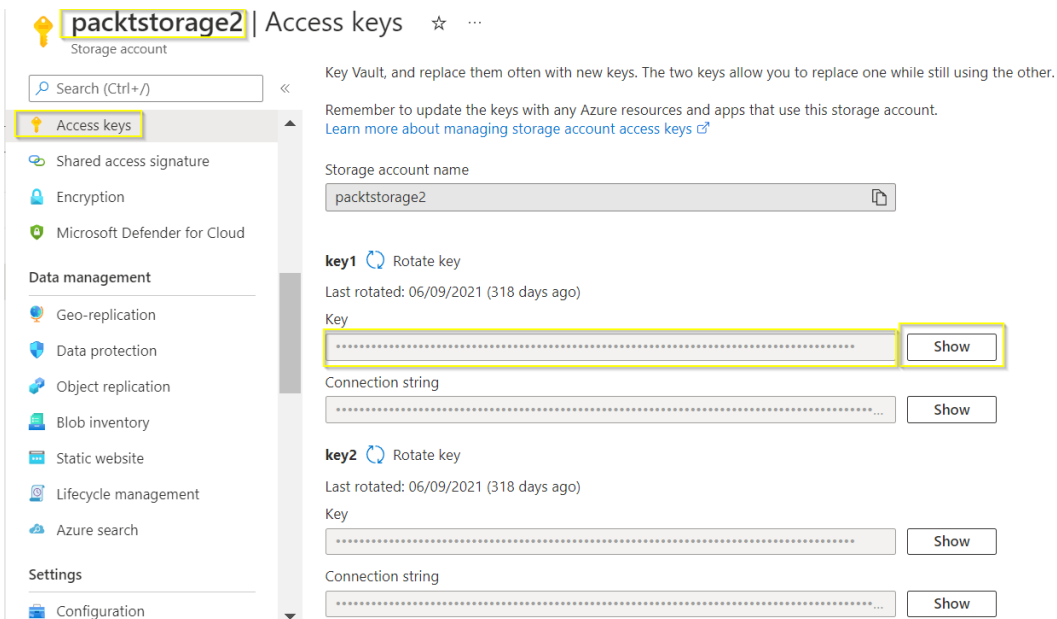 packtstorage2 | Access keys
Storage account
Search (Ctrl+/)
Access keys
Shared access signature
Encryption
Microsoft Defender for Cloud
Data management
Geo-replication
Data protection
Object replication
Blob inventory
Static website
Lifecycle management
Azure search
Settings
Configuration
Key Vault, and replace them often with new keys. The two keys allow you to replace one while still using the other.
Remember to update the keys with any Azure resources and apps that use this storage account.
Learn more about managing storage account access keys
Storage account name
packtstorage2
key1 Rotate key
Last rotated: 06/09/2021 (318 days ago)
Key
Show
Connection string
Show
key2 Rotate key
Last rotated: 06/09/2021 (318 days ago)
Key
Show
Connection string
Show